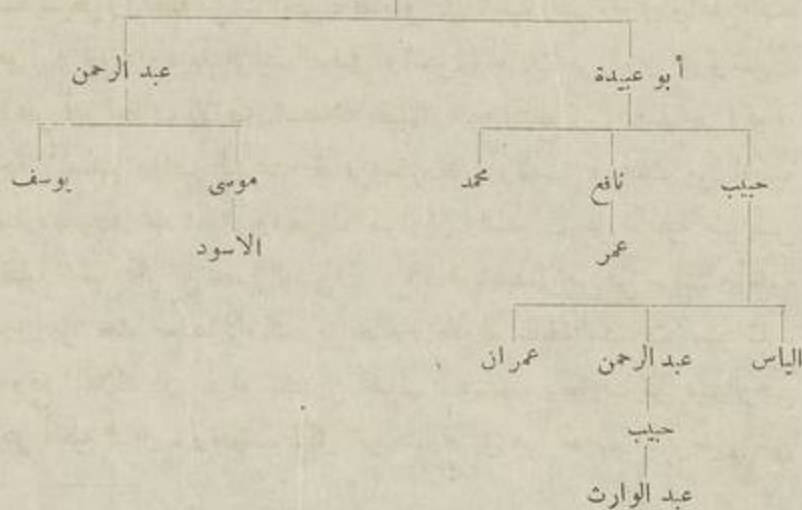 أبو عبيدة عبد الرحمن
حبيب نافع محمد موسى يوسف
عمر الاسود
الياس عبد الرحمن عمران
حبيب
عبد الوارث